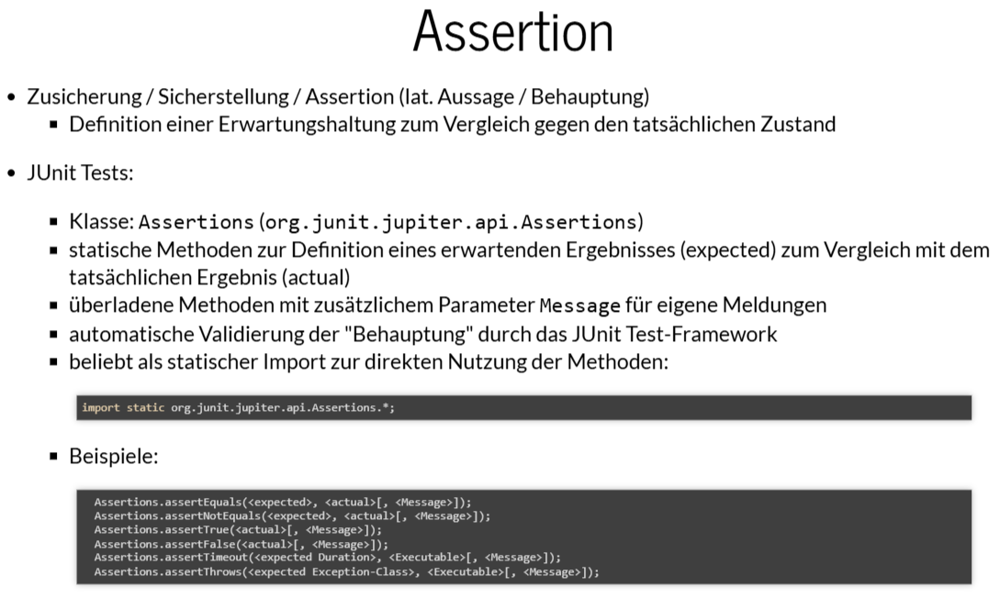 Assertion
• Zusicherung / Sicherstellung / Assertion (lat. Aussage / Behauptung)
▪ Definition einer Erwartungshaltung zum Vergleich gegen den tatsächlichen Zustand
• JUnit Tests:
▪ Klasse: Assertions (org.junit.jupiter.api.Assertions)
▪ statische Methoden zur Definition eines erwartenden Ergebnisses (expected) zum Vergleich mit dem
tatsächlichen Ergebnis (actual)
▪ überladene Methoden mit zusätzlichem Parameter Message für eigene Meldungen
▪ automatische Validierung der "Behauptung" durch das JUnit Test-Framework
▪ beliebt als statischer Import zur direkten Nutzung der Methoden:
import static org.junit.jupiter.api.Assertions.*;
▪ Beispiele:
Assertions.assertEquals(<expected>, <actual>[, <Message>]);
Assertions.assertNotEquals(<expected>, <actual>[, <Message>]);
Assertions.assertTrue(<actual>[, <Message>]);
Assertions.assertFalse(<actual>[, <Message>]);
Assertions.assertTimeout(<expected Duration>, <Executable>[, <Message>]);
Assertions.assertThrows(<expected Exception-Class>, <Executable>[, <Message>]);